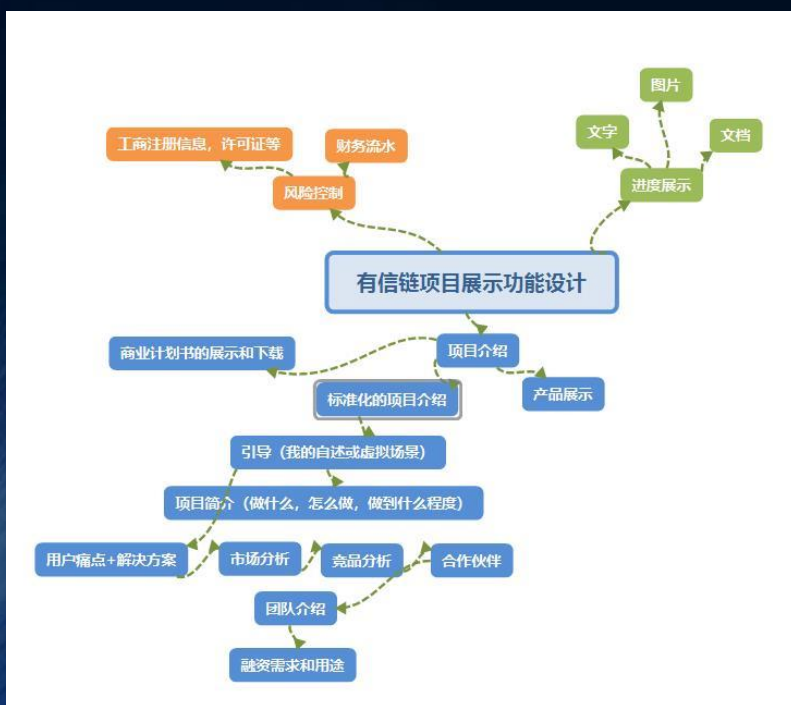 图片
文字
文档
工商注册信息，许可证等
财务流水
进度展示
风险控制
有信链项目展示功能设计
项目介绍
商业计划书的展示和下载
产品展示
标准化的项目介绍
引导（我的自述或虚拟场景）
项目简介（做什么，怎么做，做到什么程度）
用户痛点+解决方案
市场分析
竞品分析
合作伙伴
团队介绍
融资需求和用途